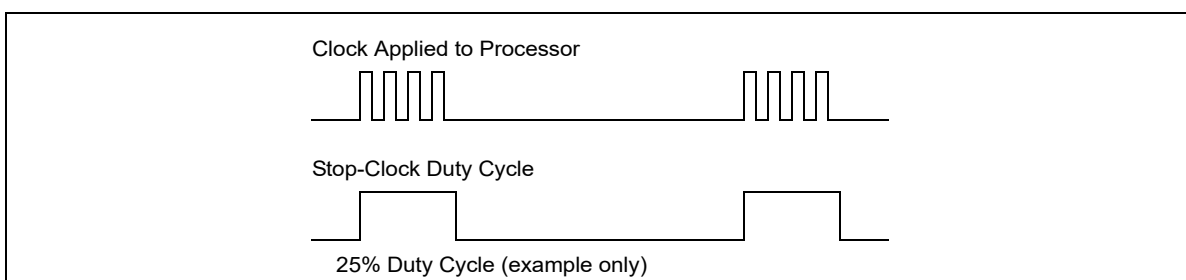 Clock Applied to Processor
Stop-Clock Duty Cycle
25% Duty Cycle (example only)